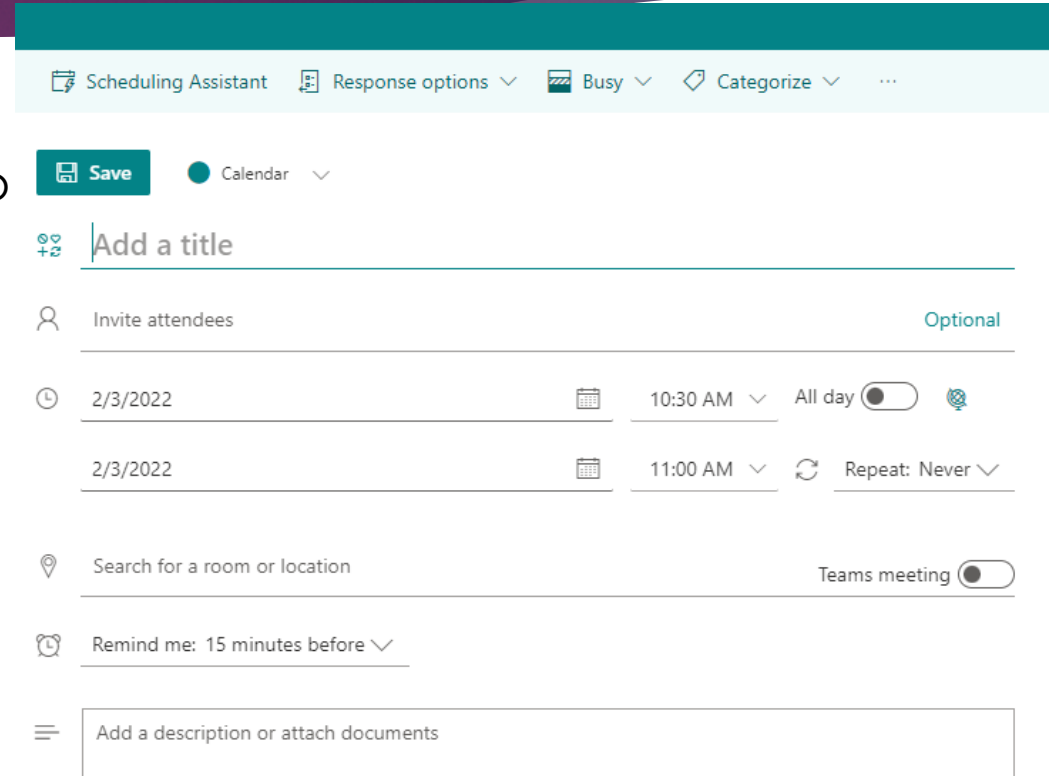 Scheduling Assistant Response options Busy Categorize ...
Save Calendar
Add a title
Invite attendees Optional
2/3/2022 10:30 AM All day
2/3/2022 11:00 AM Repeat: Never
Search for a room or location Teams meeting
Remind me: 15 minutes before
Add a description or attach documents